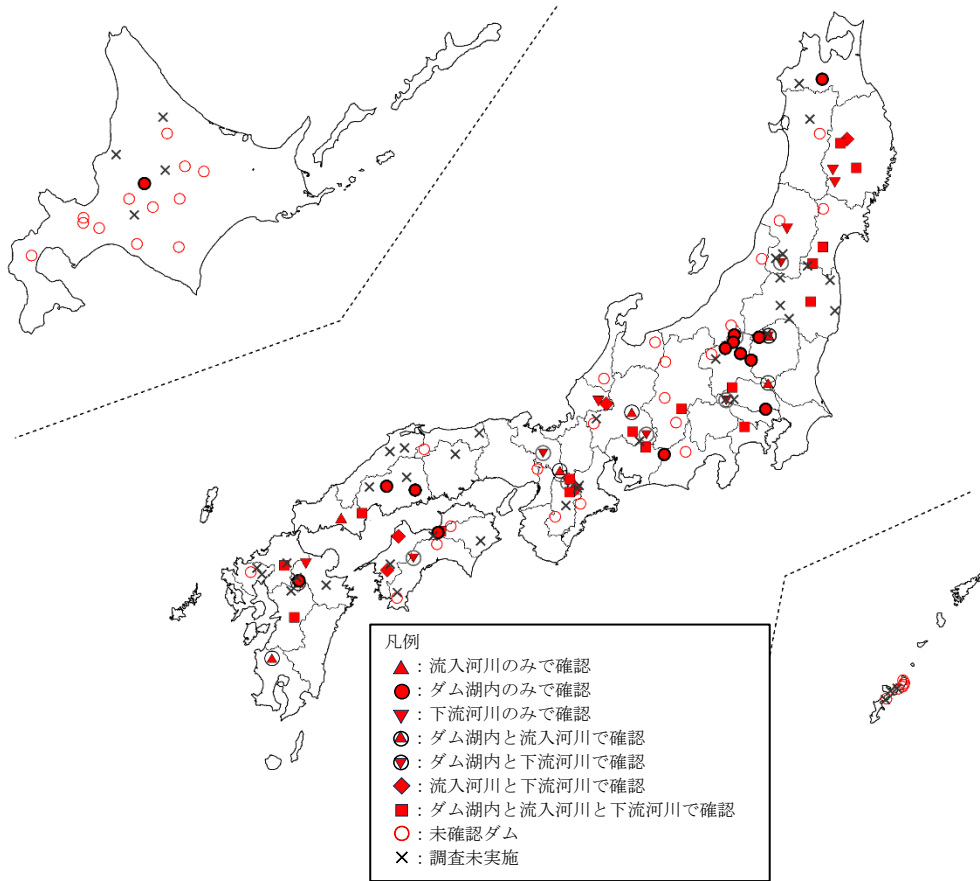 凡例
：流入河川のみで確認
：ダム湖内のみで確認
：下流河川のみで確認
：ダム湖内と流入河川で確認
：ダム湖内と下流河川で確認
：流入河川と下流河川で確認
：ダム湖内と流入河川と下流河川で確認
：未確認ダム
：調査未実施